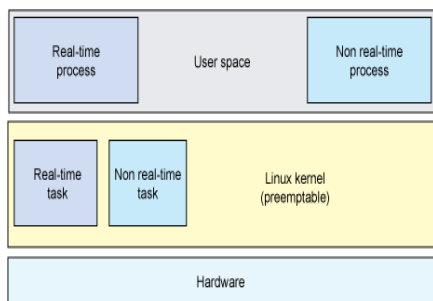 Real-time
process
User space
Non real-time
process
Real-time
task
Non real-time
task
Linux kernel
(preemptable)
Hardware